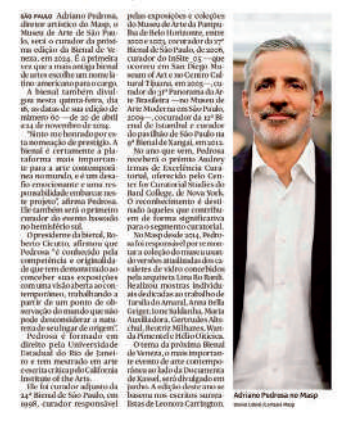 SÃO PAULO Adriano Pedrosa,
diretor artístico do Masp, o
Museu de Arte de São Pau-
lo, será o curador da próxi-
ma edição da Bienal de Ve-
neza, em 2024. É a primeira
vez que a mais antiga bienal
de artes escolhe um nome la-
tino-americano para o cargo.
A bienal também divul-
gou nesta quinta-feira, dia
15, as datas de sua edição de
número 60 —de 20 de abril
a 24 de novembro de 2024.
"Sinto-me honrado por es-
ta nomeação de prestígio. A
Bienal é certamente a pla-
taforma mais importan-
te para a arte contemporâ-
nea no mundo, e é um desa-
fio emocionante e uma res-
ponsabilidade embarcar nes-
te projeto", afirma Pedrosa.
Ele também será o primeiro
curador do evento baseado
no hemisfério sul.
O presidente da bienal, Ro-
berto Cicutto, afirmou que
Pedrosa "é conhecido pela
competência e originalida-
de que tem demonstrado ao
conceber suas exposições
com uma visão aberta ao con-
temporâneo, trabalhando a
partir de um ponto de ob-
servação do mundo que não
pode desconsiderar a natu-
reza de seu lugar de origem".
Pedrosa é formado em
direito pela Universidade
Estadual do Rio de Janei-
ro e tem mestrado em arte
e escrita crítica pelo California
Institute of the Arts.
Ele foi curador adjunto da
24ª Bienal de São Paulo, em
1998, curador responsável
pelas exposições e coleções
do Museu de Arte da Pampu-
lha de Belo Horizonte, entre
2000 e 2003, cocurador da 27ª
Bienal de São Paulo, de 2006,
curador do InSite_05 —que
ocorreu em San Diego Mu-
seum of Art e no Centro Cul-
tural Tijuana, em 2005—, cu-
rador do 31º Panorama da Ar-
te Brasileira —no Museu de
Arte Moderna em São Paulo,
2009—, cocurador da 12ª Bi-
enal de Istambul e curador
do pavilhão de São Paulo na
9ª Bienal de Xangai, em 2012.
No ano que vem, Pedrosa
receberá o prêmio Audrey
Irmas de Excelência Cura-
torial, oferecido pelo Cen-
ter for Curatorial Studies do
Bard College, de Nova York.
O reconhecimento é desti-
nado àqueles que contribu-
em de forma significativa
para o segmento curatorial.
No Masp desde 2014, Pedro-
sa foi responsável por remon-
tar a coleção do museu usan-
do versões atualizadas dos ca-
valetes de vidro concebidos
pela arquiteta Lina Bo Bardi.
Realizou mostras individu-
ais dedicadas ao trabalho de
Tarsila do Amaral, Anna Bella
Geiger, Ione Saldanha, Maria
Auxiliadora, Gertrudes Alts-
chul, Beatriz Milhazes, Wan-
da Pimentel e Hélio Oiticica.
O tema da próxima Bienal
de Veneza, o mais importan-
te evento de arte contempo-
rânea ao lado da Documenta
de Kassel, será divulgado em
junho. A edição deste ano se
baseou nos escritos surrea-
listas de Leonora Carrington.
Adriano Pedrosa no Masp